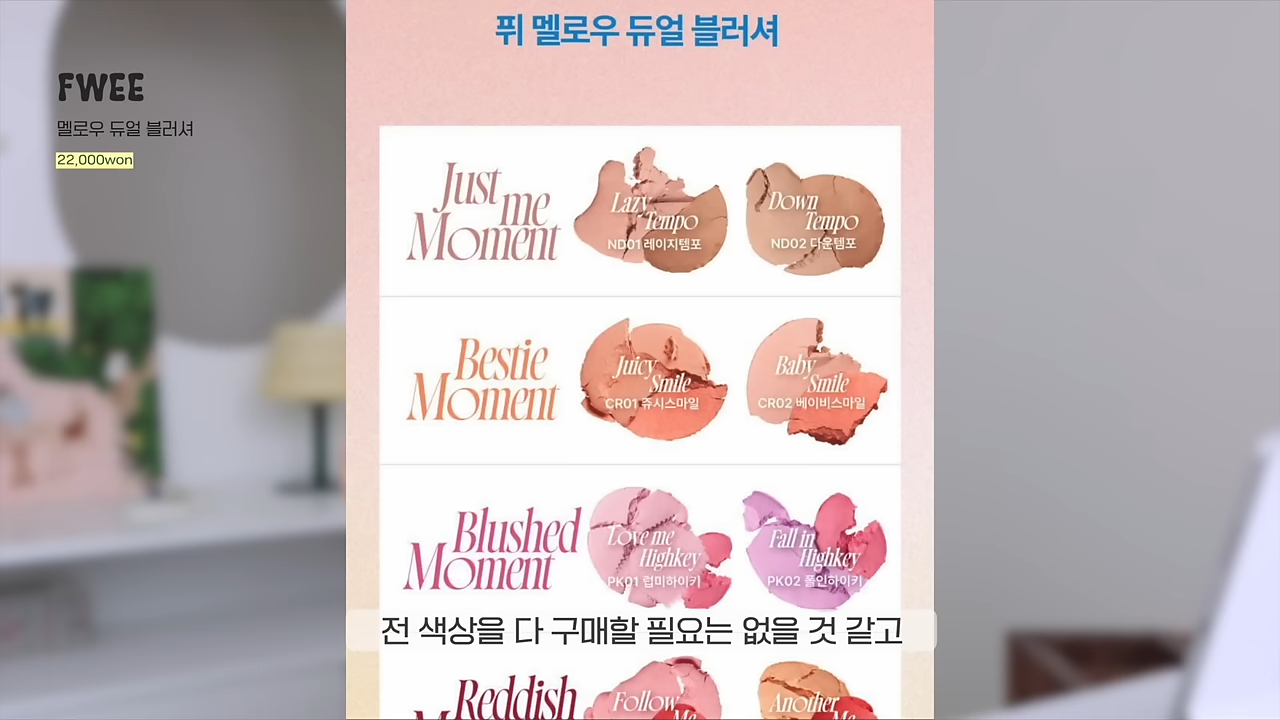 퓌 멜로우 듀얼 블러셔
FWEE
멜로우 듀얼 블러셔
22,000won
Just me
Moment
Lazy
Tempo
ND01 레이지템포
Down
Tempo
ND02 다운템포
Bestie
Moment
Juicy
Smile
CR01 쥬시스마일
Baby
Smile
CR02 베이비스마일
Blushed
Moment
Love me
Highkey
PK01 럽미하이키
Fall in
Highkey
PK02 폴인하이키
전 색상을 다 구매할 필요는 없을 것 같고
Reddish
Follow
Me
Another
Me